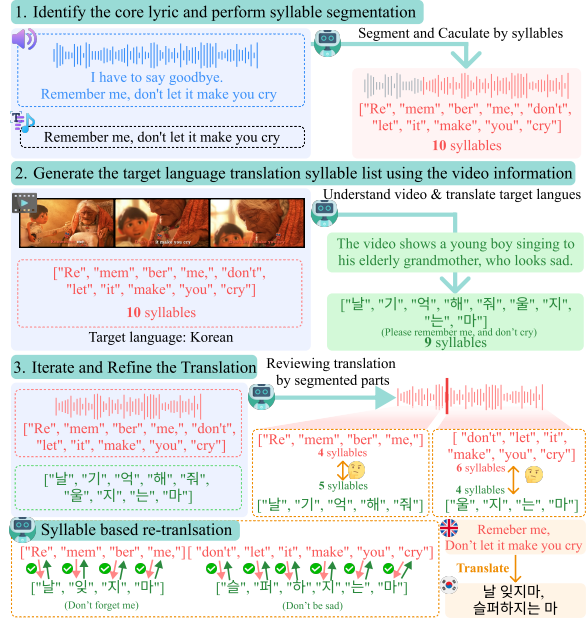 1. Identify the core lyric and perform syllable segmentation
I have to say goodbye.
Remember me, don't let it make you cry
T
Remember me, don't let it make you cry
Segment and Caculate by syllables
["Re", "mem", "ber", "me,", "don't",
"let", "it", "make", "you", "cry"]
10 syllables
2. Generate the target language translation syllable list using the video information
it make you cry
["Re", "mem", "ber", "me,", "don't",
"let", "it", "make", "you", "cry"]
10 syllables
Target language: Korean
Understand video & translate target langues
The video shows a young boy singing to
his elderly grandmother, who looks sad.
["날", "기", "억", "해", "줘", "울", "지",
"는", "마"]
(Please remember me, and don't cry)
9 syllables
3. Iterate and Refine the Translation
["Re", "mem", "ber", "me,", "don't",
"let", "it", "make", "you", "cry"]
["날", "기", "억", "해", "줘",
"울", "지", "는", "마"]
Reviewing translation
by segmented parts
["Re", "mem", "ber", "me,"]
4 syllables
5 syllables
["날", "기", "억", "해", "줘"]
[ "don't", "let", "it",
"make", "you", "cry"]
6 syllables
4 syllables
["울", "지", "는", "마"]
Syllable based re-tranlsation
["Re", "mem", "ber", "me,"][ "don't", "let", "it", "make", "you", "cry"]
["날", "잊", "지", "마"]
["슬", "퍼", "하", "지", "는", "마"]
(Don't forget me)
(Don't be sad)
Remeber me,
Don't let it make you cry
Translate
날 잊지마,
슬퍼하지는 마